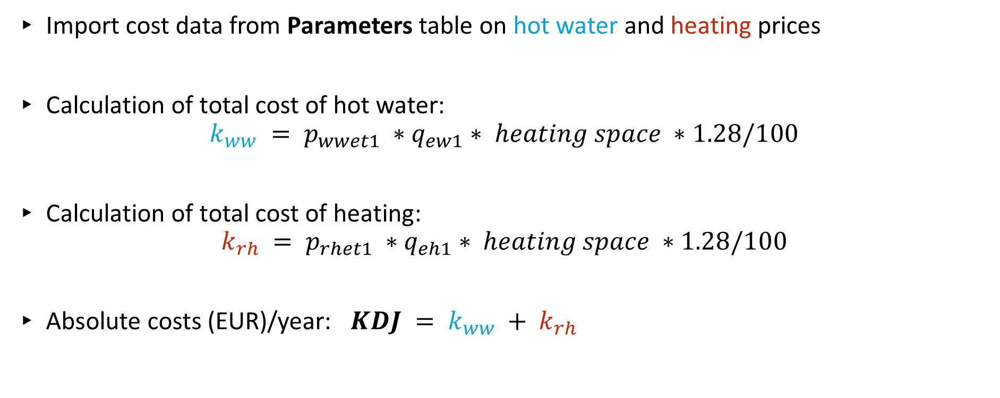 ‣ Import cost data from Parameters table on hot water and heating prices
‣ Calculation of total cost of hot water:
k_ww = p_wwet1 * q_ew1 * heating space * 1.28/100
‣ Calculation of total cost of heating:
k_rh = p_rhet1 * q_eh1 * heating space * 1.28/100
‣ Absolute costs (EUR)/year: KDJ = k_ww + k_rh